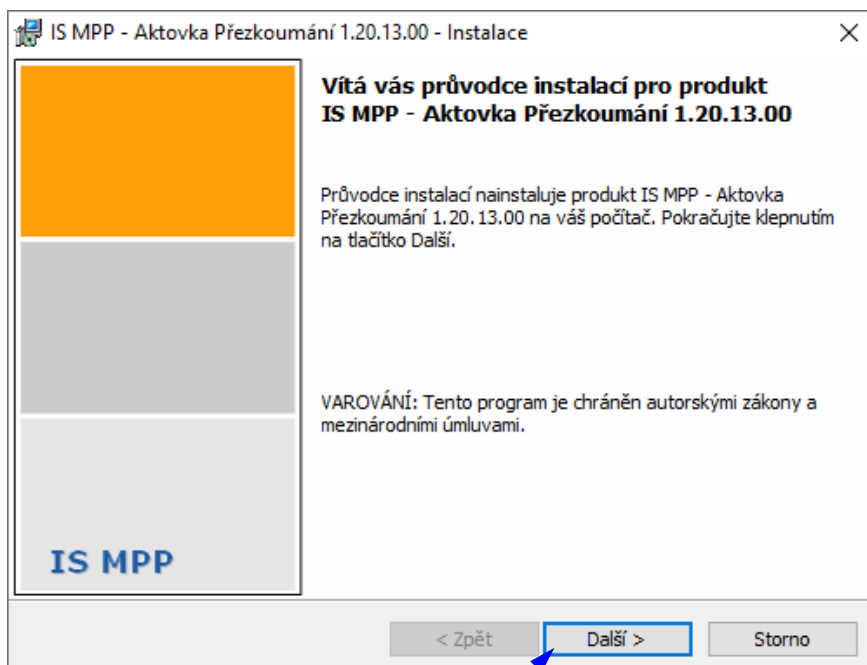 IS MPP - Aktovka Přezkoumání 1.20.13.00 - Instalace
Vítá vás průvodce instalací pro produkt
IS MPP - Aktovka Přezkoumání 1.20.13.00
Průvodce instalací nainstaluje produkt IS MPP - Aktovka
Přezkoumání 1.20.13.00 na váš počítač. Pokračujte klepnutím
na tlačítko Další.
VAROVÁNÍ: Tento program je chráněn autorskými zákony a
mezinárodními úmluvami.
IS MPP
< Zpět
Další >
Storno